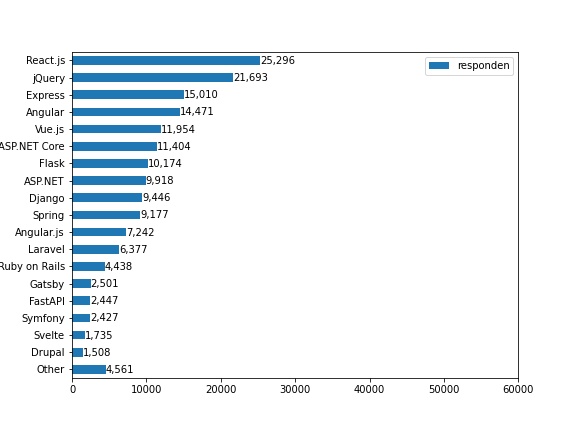 React.js 25,296
responden
jQuery 21,693
Express 15,010
Angular 14,471
Vue.js 11,954
ASP.NET Core 11,404
Flask 10,174
ASP.NET 9,918
Django 9,446
Spring 9,177
Angular.js 7,242
Laravel 6,377
Ruby on Rails 4,438
Gatsby 2,501
FastAPI 2,447
Symfony 2,427
Svelte 1,735
Drupal 1,508
Other 4,561
0 10000 20000 30000 40000 50000 60000